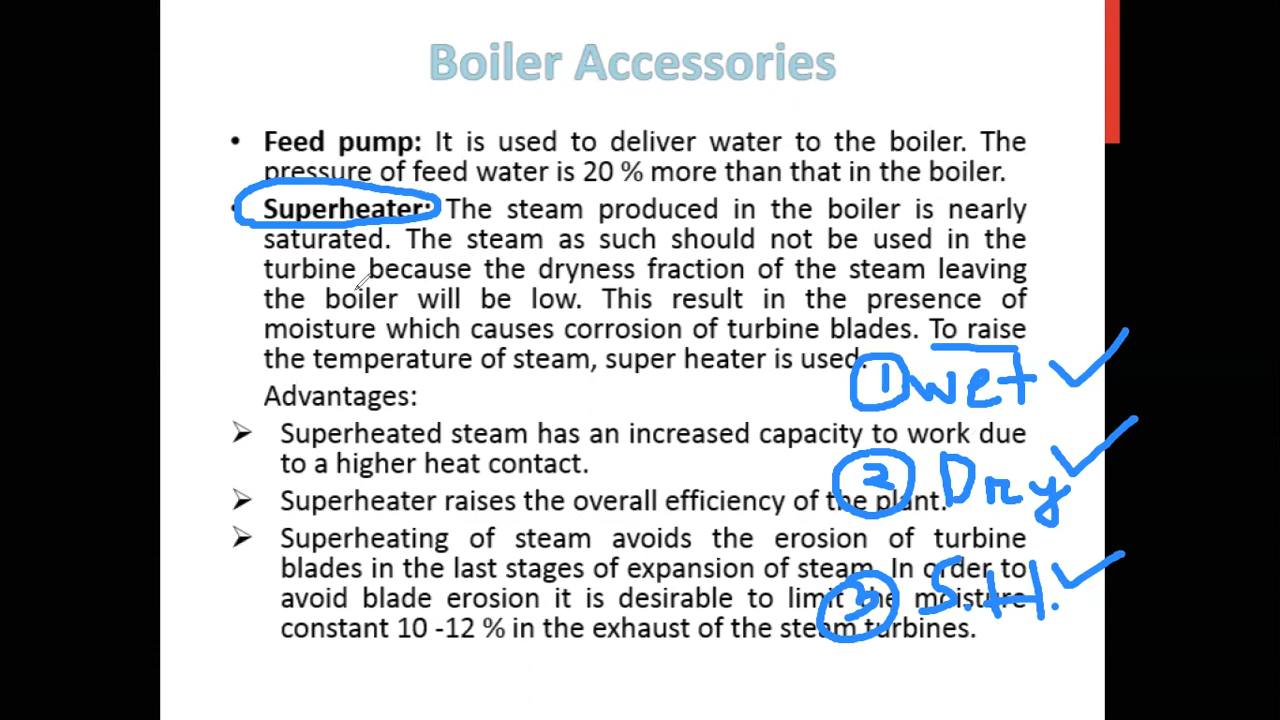 Boiler Accessories
• Feed pump: It is used to deliver water to the boiler. The
pressure of feed water is 20 % more than that in the boiler.
• Superheater: The steam produced in the boiler is nearly
saturated. The steam as such should not be used in the
turbine because the dryness fraction of the steam leaving
the boiler will be low. This result in the presence of
moisture which causes corrosion of turbine blades. To raise
the temperature of steam, super heater is used.
① wet ✓
Advantages:
➢ Superheated steam has an increased capacity to work due
to a higher heat contact.
② Dry ✓
➢ Superheater raises the overall efficiency of the plant.
➢ Superheating of steam avoids the erosion of turbine
blades in the last stages of expansion of steam. In order to
③ S.H. ✓
avoid blade erosion it is desirable to limit the moisture
constant 10 -12 % in the exhaust of the steam turbines.